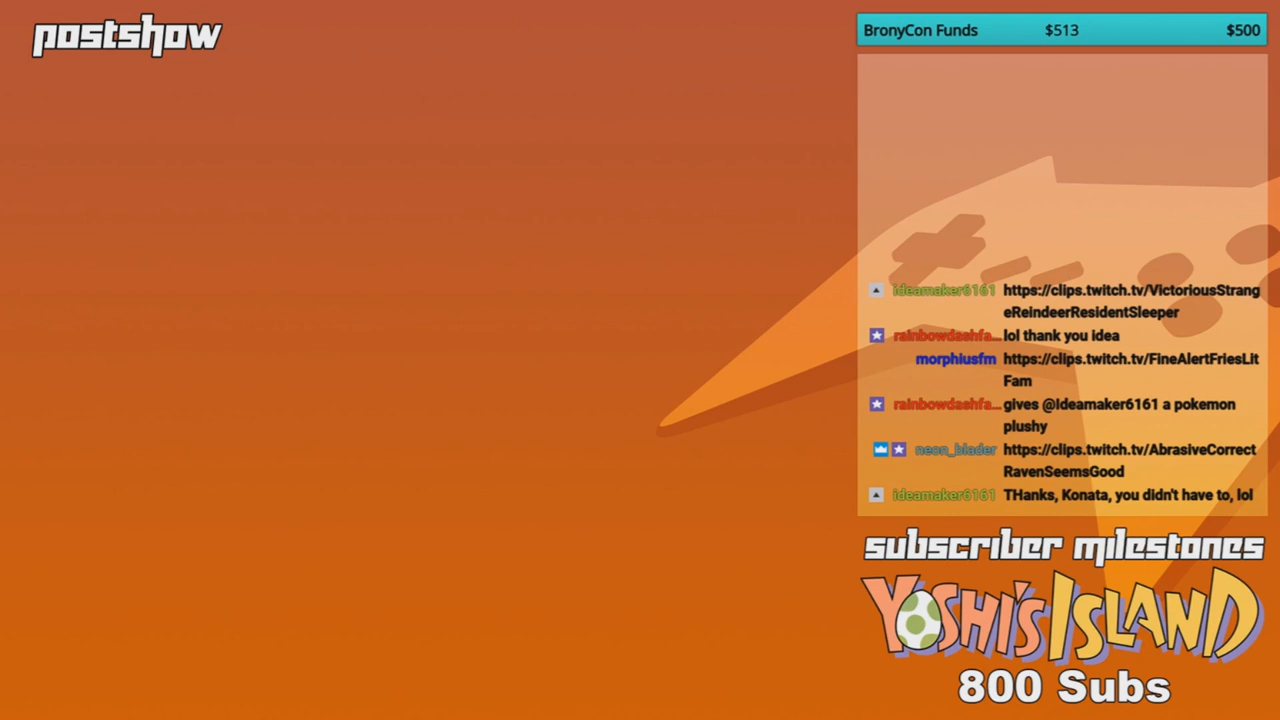 postshow
BronyCon Funds $513 $500
ideamaker6161 https://clips.twitch.tv/VictoriousStrang
eReindeerResidentSleeper
rainbowdashfa... lol thank you idea
morphiusfm https://clips.twitch.tv/FineAlertFriesLit
Fam
rainbowdashfa... gives @Ideamaker6161 a pokemon
plushy
neon_blader https://clips.twitch.tv/AbrasiveCorrect
RavenSeemsGood
ideamaker6161 THanks, Konata, you didn't have to, lol
subscriber milestones
YOSHI'S ISLAND
800 Subs